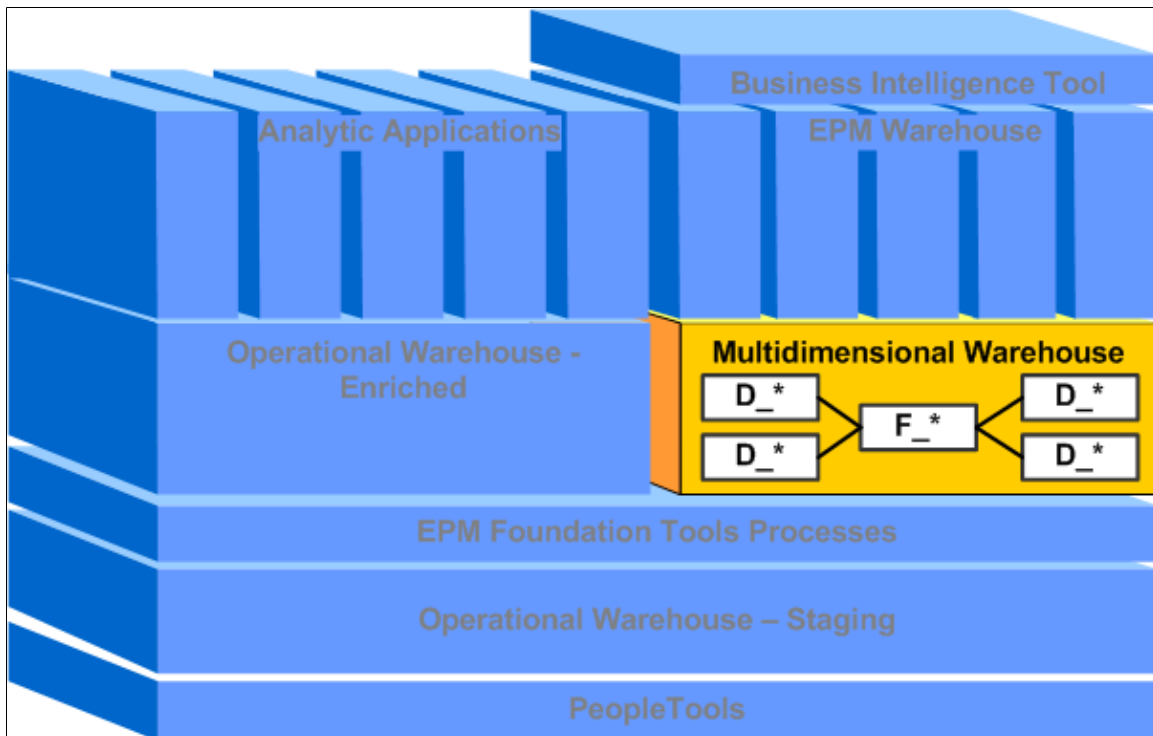 Business Intelligence Tool
Analytic Applications
EPM Warehouse
Operational Warehouse -
Enriched
Multidimensional Warehouse
D_*
D_*
F_*
D_*
D_*
EPM Foundation Tools Processes
Operational Warehouse – Staging
PeopleTools